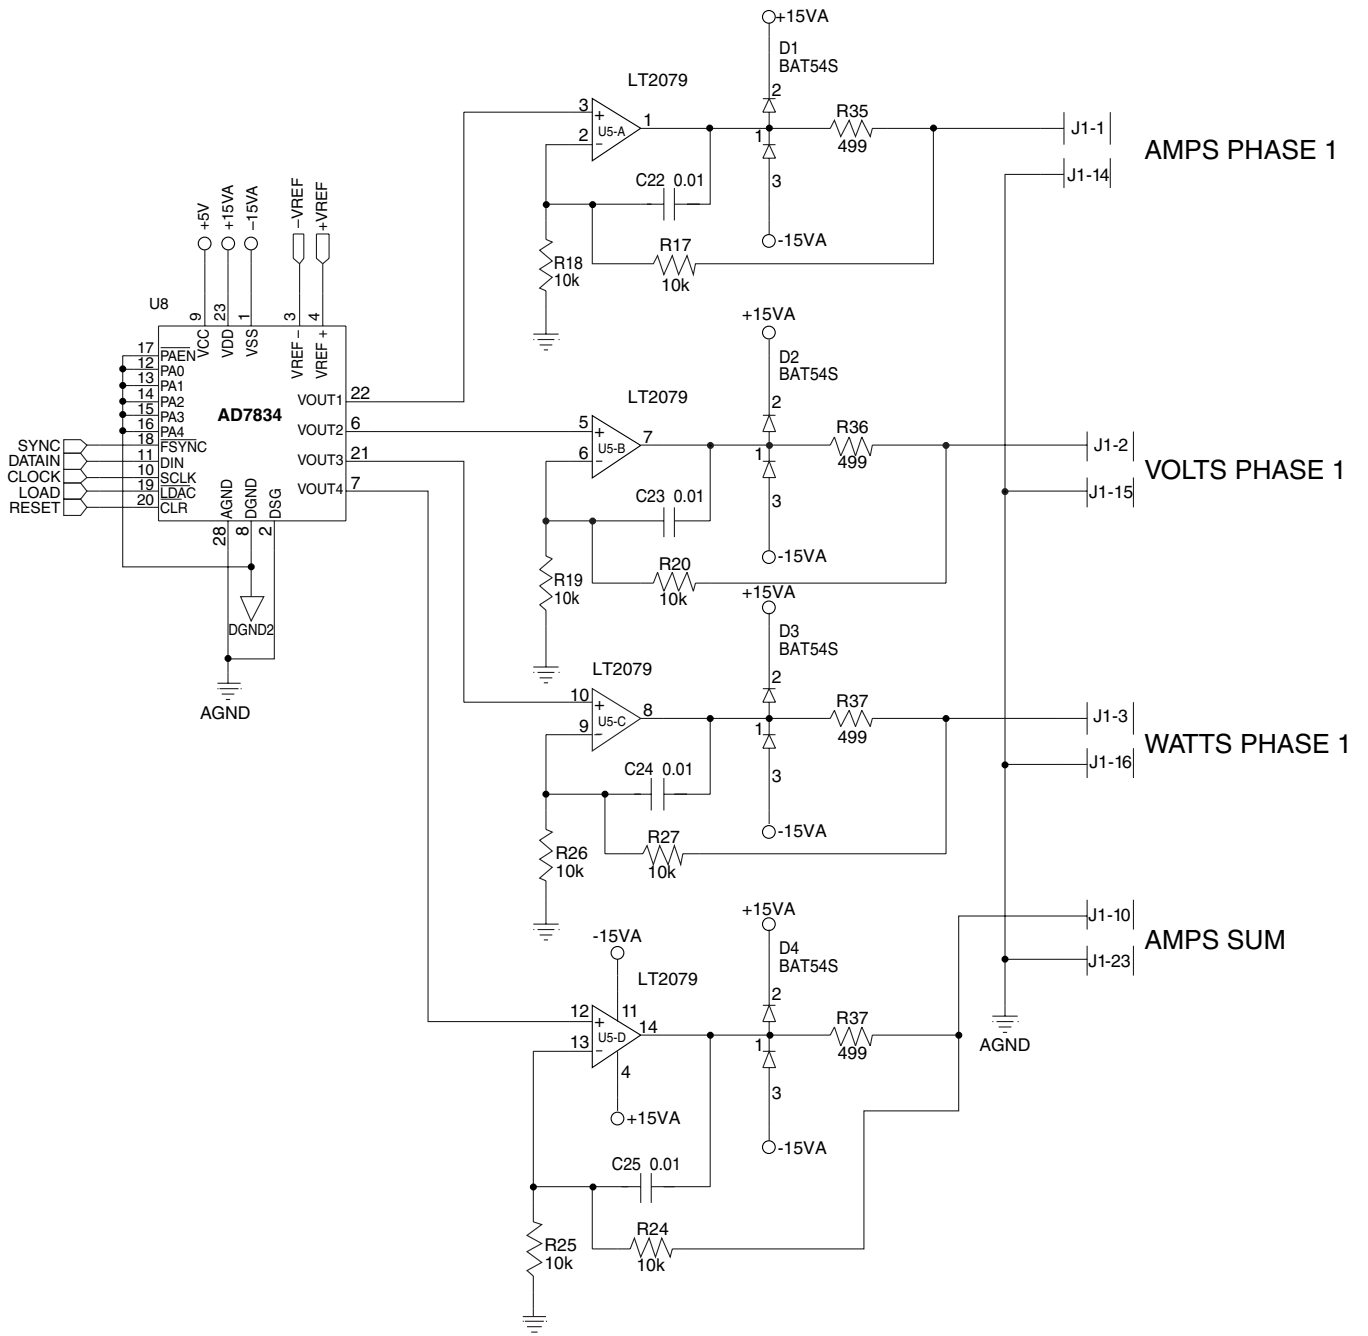 +15VA
D1
BAT54S
LT2079
2
3
+
U5-A
1
2
−
1
R35
499
J1-1
AMPS PHASE 1
J1-14
C22 0.01
3
-15VA
R17
10k
R18
10k
+5V
+15VA
−15VA
−VREF
+VREF
U8
9
23
1
3
4
VCC
VDD
VSS
VREF -
VREF +
17 PAEN
12 PA0
13 PA1
14 PA2
15 PA3
16 PA4
SYNC 18 FSYNC
DATAIN 11 DIN
CLOCK 10 SCLK
LOAD 19 LDAC
RESET 20 CLR
AD7834
VOUT1 22
VOUT2 6
VOUT3 21
VOUT4 7
AGND
DGND
DSG
28
8
2
DGND2
AGND
+15VA
D2
BAT54S
LT2079
2
5
+
U5-B
7
6
−
1
R36
499
J1-2
VOLTS PHASE 1
J1-15
C23 0.01
3
-15VA
R20
10k
R19
10k
+15VA
D3
BAT54S
LT2079
2
10
+
U5-C
8
9
−
1
R37
499
J1-3
WATTS PHASE 1
J1-16
C24 0.01
3
-15VA
R27
10k
R26
10k
+15VA
D4
BAT54S
-15VA
LT2079
2
12
+
11
U5-D
14
13
−
4
+15VA
1
R37
499
J1-10
AMPS SUM
J1-23
AGND
3
-15VA
C25 0.01
R24
10k
R25
10k